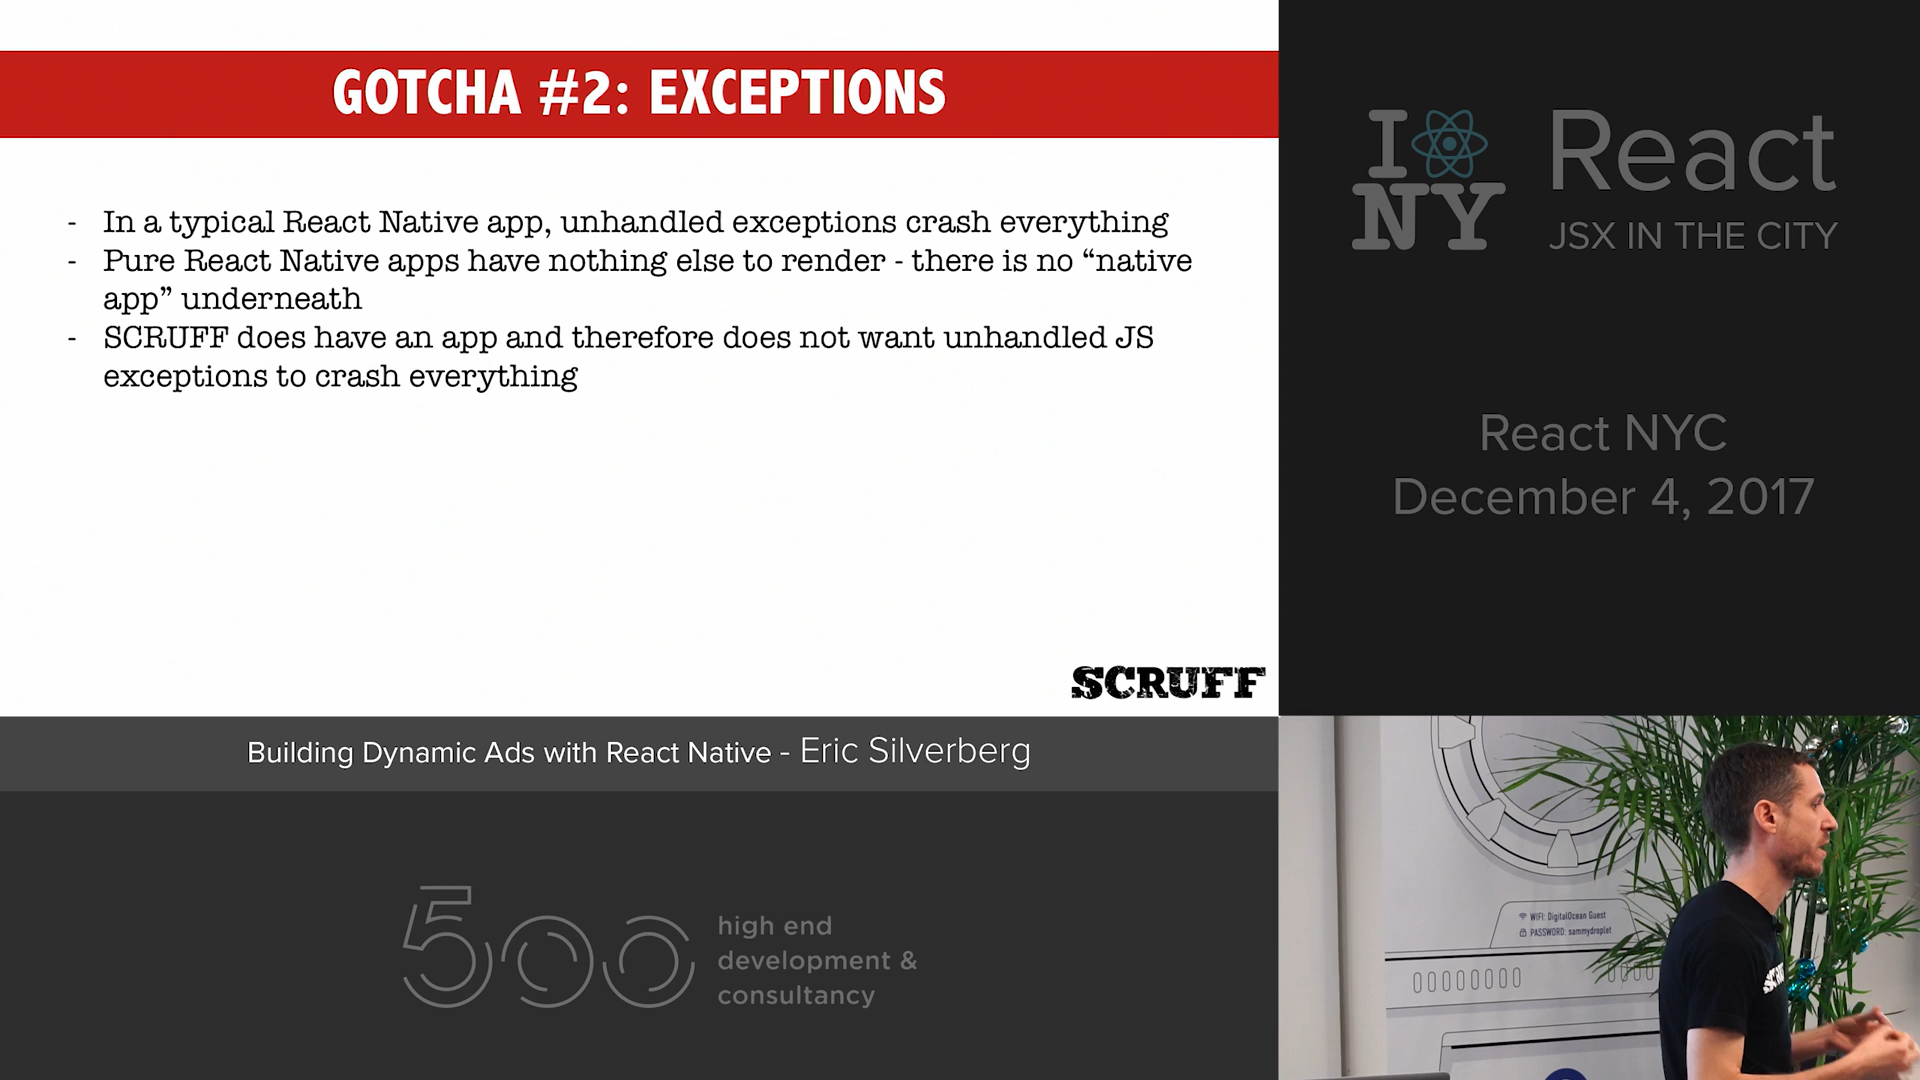 GOTCHA #2: EXCEPTIONS
- In a typical React Native app, unhandled exceptions crash everything
- Pure React Native apps have nothing else to render - there is no “native
app” underneath
- SCRUFF does have an app and therefore does not want unhandled JS
exceptions to crash everything
SCRUFF
Building Dynamic Ads with React Native - Eric Silverberg
500
high end
development &
consultancy
I
NY
React
JSX IN THE CITY
React NYC
December 4, 2017
WIFI: DigitalOcean Guest
PASSWORD: sammydroplet